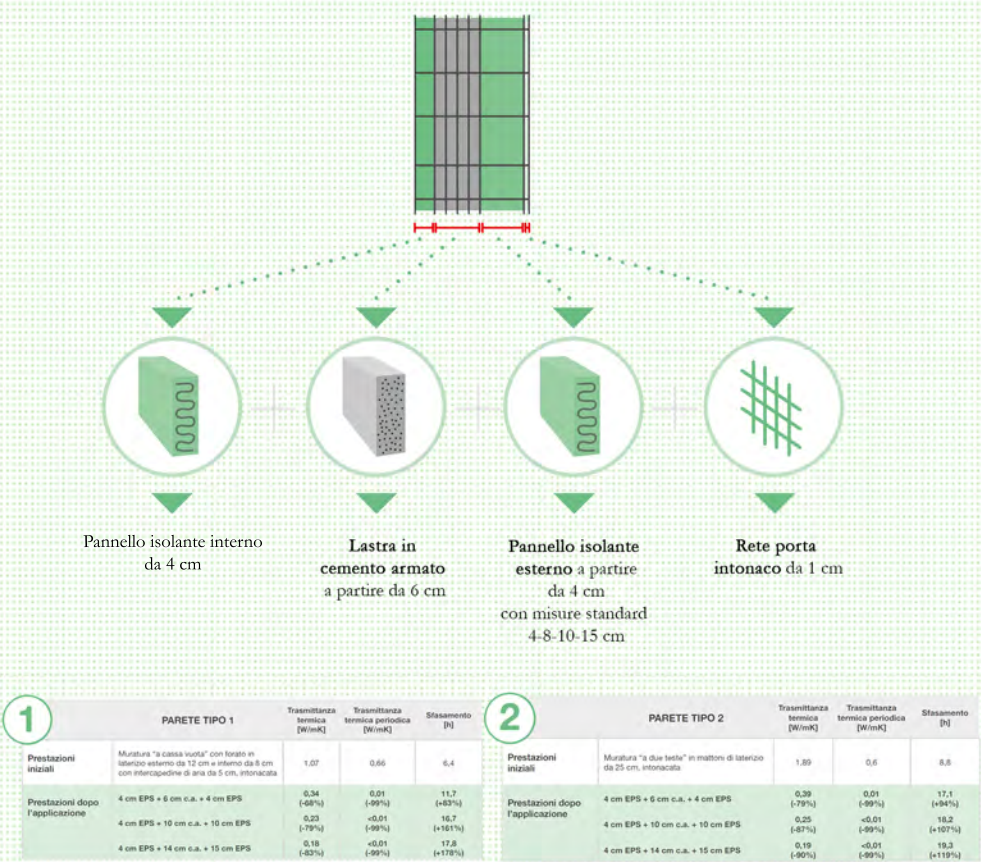 Pannello isolante interno
da 4 cm
Lastra in
cemento armato
a partire da 6 cm
Pannello isolante
esterno a partire
da 4 cm
con misure standard
4-8-10-15 cm
Rete porta
intonaco da 1 cm
1
PARETE TIPO 1
Trasmittanza
termica
[W/mK]
Trasmittanza
termica periodica
[W/mK]
Sfasamento
[h]
Prestazioni
iniziali
Muratura "a cassa vuota" con forato in
laterizio esterno da 12 cm e interno da 8 cm
con intercapedine di aria da 5 cm, intonacata
1,07
0,66
6,4
Prestazioni dopo
l'applicazione
4 cm EPS + 6 cm c.a. + 4 cm EPS
0,34
(-68%)
0,01
(-99%)
11,7
(+83%)
4 cm EPS + 10 cm c.a. + 10 cm EPS
0,23
(-79%)
<0,01
(-99%)
16,7
(+161%)
4 cm EPS + 14 cm c.a. + 15 cm EPS
0,18
(-83%)
<0,01
(-99%)
17,8
(+178%)
2
PARETE TIPO 2
Trasmittanza
termica
[W/mK]
Trasmittanza
termica periodica
[W/mK]
Sfasamento
[h]
Prestazioni
iniziali
Muratura "a due teste" in mattoni di laterizio
da 25 cm, intonacata
1,89
0,6
8,8
Prestazioni dopo
l'applicazione
4 cm EPS + 6 cm c.a. + 4 cm EPS
0,39
(-79%)
0,01
(-99%)
17,1
(+94%)
4 cm EPS + 10 cm c.a. + 10 cm EPS
0,25
(-87%)
<0,01
(-99%)
18,2
(+107%)
4 cm EPS + 14 cm c.a. + 15 cm EPS
0,19
(-90%)
<0,01
(-99%)
19,3
(+119%)